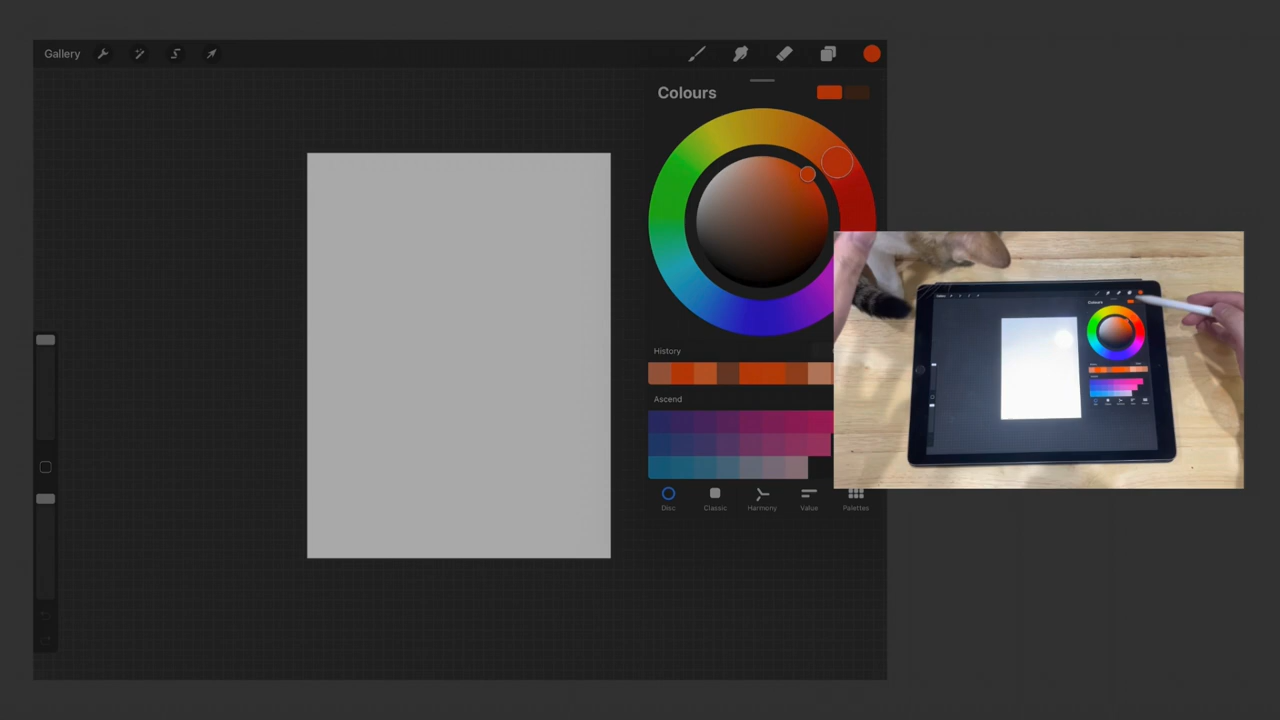 Gallery
Colours
History
Ascend
Disc Classic Harmony Value Palettes